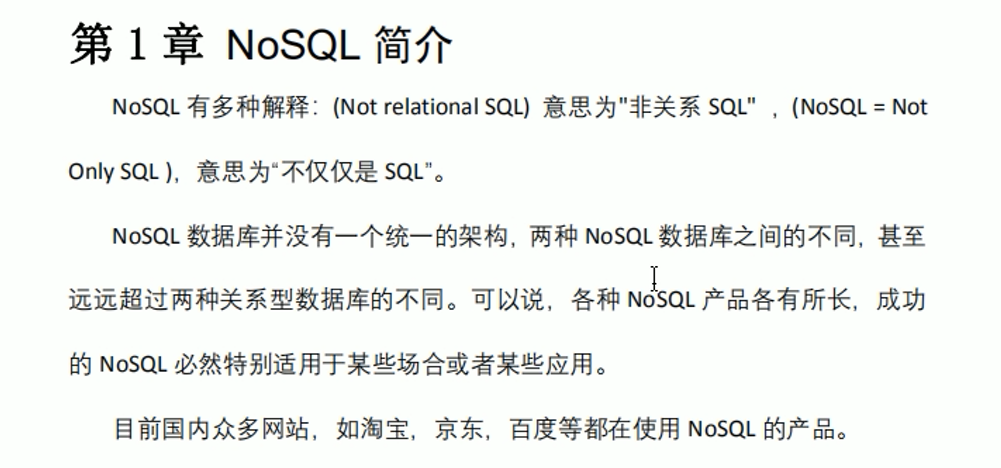 第 1 章 NoSQL 简介
NoSQL 有多种解释：(Not relational SQL) 意思为"非关系 SQL" ，(NoSQL = Not
Only SQL )，意思为“不仅仅是 SQL”。
NoSQL 数据库并没有一个统一的架构，两种 NoSQL 数据库之间的不同，甚至
远远超过两种关系型数据库的不同。可以说，各种 NoSQL 产品各有所长，成功
的 NoSQL 必然特别适用于某些场合或者某些应用。
目前国内众多网站，如淘宝，京东，百度等都在使用 NoSQL 的产品。